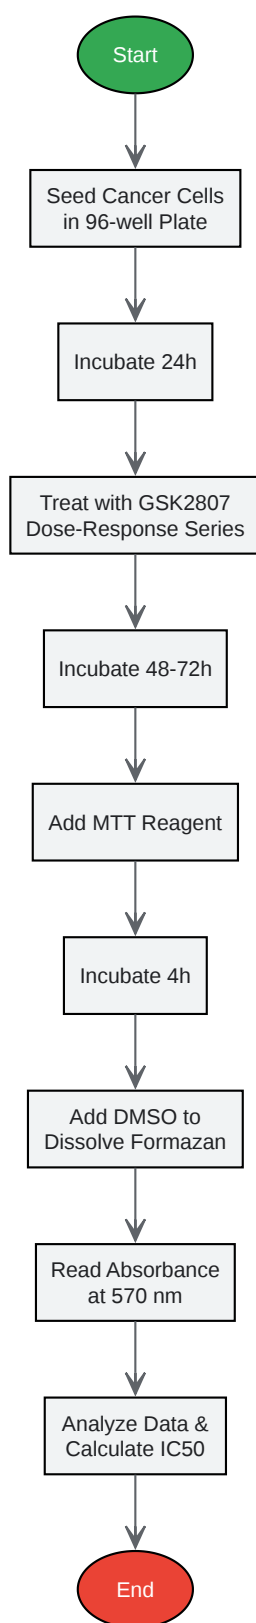 Start
Seed Cancer Cells
in 96-well Plate
Incubate 24h
Treat with GSK2807
Dose-Response Series
Incubate 48-72h
Add MTT Reagent
Incubate 4h
Add DMSO to
Dissolve Formazan
Read Absorbance
at 570 nm
Analyze Data &
Calculate IC50
End